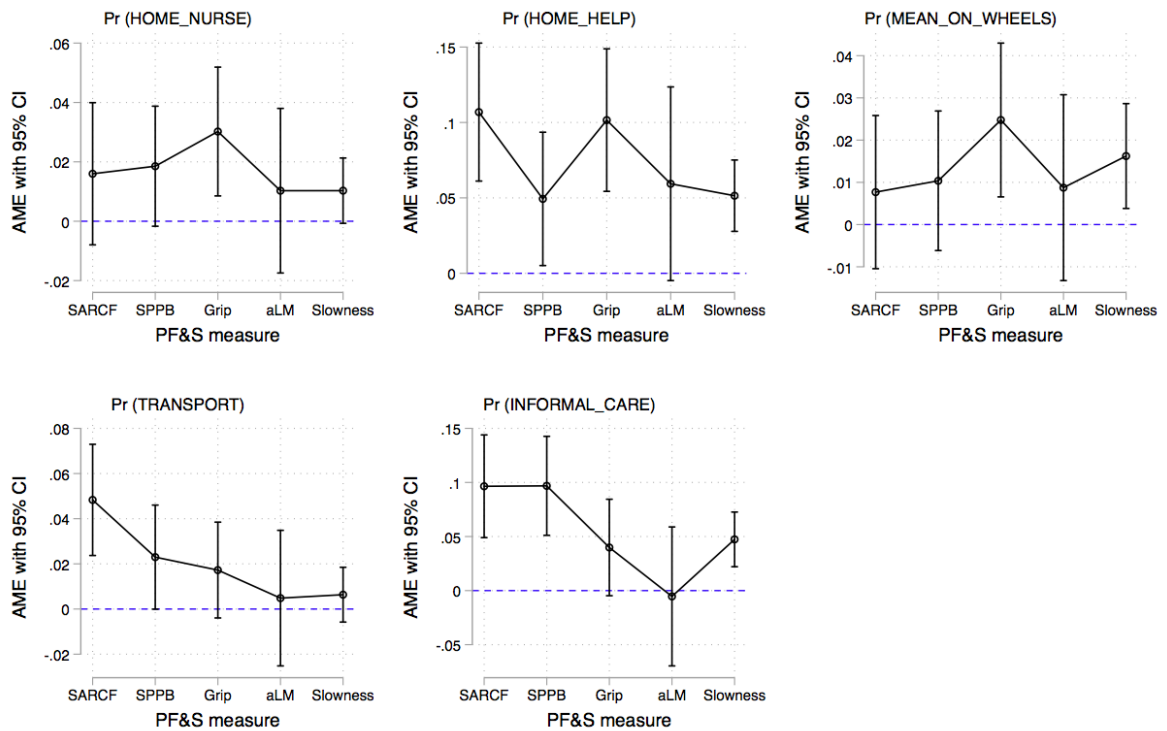 Pr (HOME_NURSE)
AME with 95% CI
.06
.04
.02
0
-.02
SARCF SPPB Grip aLM Slowness
PF&S measure
Pr (HOME_HELP)
AME with 95% CI
.15
.1
.05
0
SARCF SPPB Grip aLM Slowness
PF&S measure
Pr (MEAN_ON_WHEELS)
AME with 95% CI
.04
.03
.02
.01
0
-.01
SARCF SPPB Grip aLM Slowness
PF&S measure
Pr (TRANSPORT)
AME with 95% CI
.08
.06
.04
.02
0
-.02
SARCF SPPB Grip aLM Slowness
PF&S measure
Pr (INFORMAL_CARE)
AME with 95% CI
.15
.1
.05
0
-.05
SARCF SPPB Grip aLM Slowness
PF&S measure